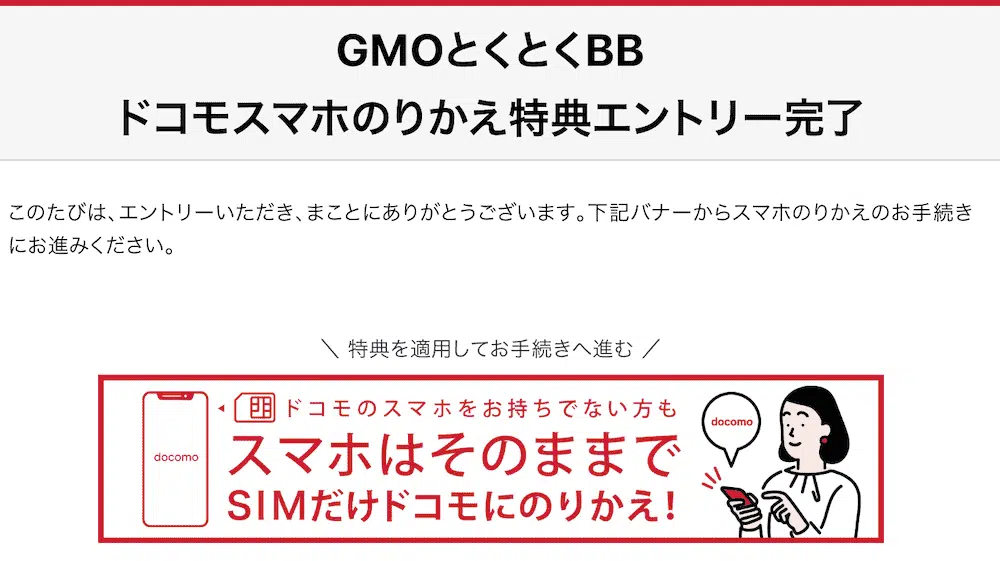 GMOとくとくBB
ドコモスマホのりかえ特典エントリー完了
このたびは、エントリーいただき、まことにありがとうございます。下記バナーからスマホのりかえのお手続き
にお進みください。
＼ 特典を適用してお手続きへ進む ／
ドコモのスマホをお持ちでない方も
docomo
docomo
スマホはそのままで
SIMだけドコモにのりかえ！